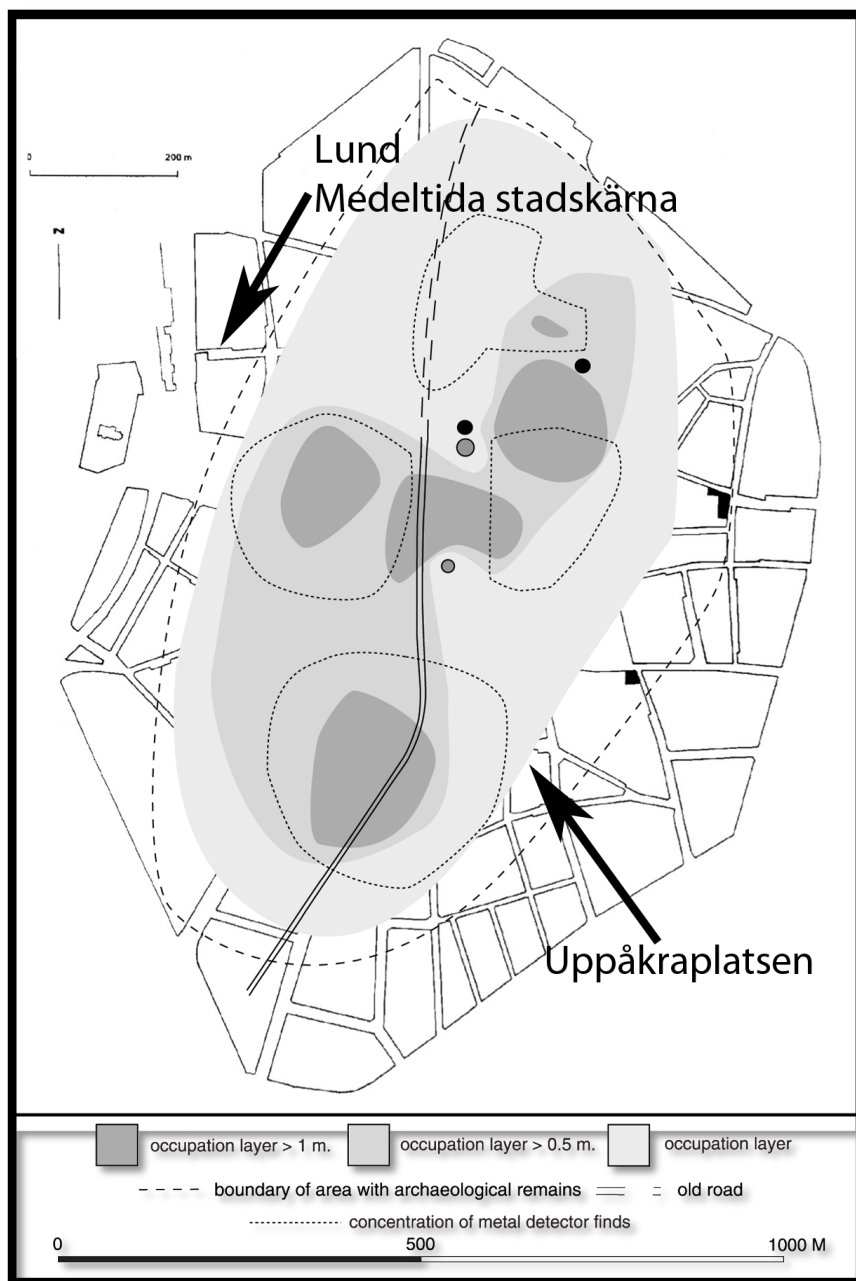 Lund
Medeltida stadskärna
0 200 m
N
Uppåkraplatsen
occupation layer > 1 m. occupation layer > 0.5 m. occupation layer
boundary of area with archaeological remains old road
concentration of metal detector finds
0 500 1000 M